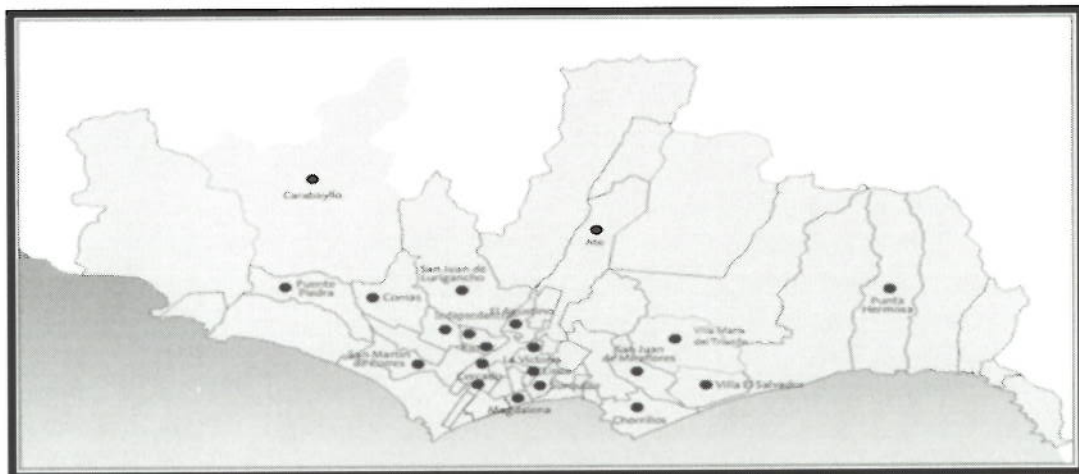 Carabayllo
Ate
San Juan de
Lurigancho
Puente
Piedra
Comas
Punta
Hermosa
El Agustino
Villa María
del Triunfo
San Martín
de Porres
La Victoria
San Juan
de Miraflores
Cercado
Villa El Salvador
Magdalena
Chorrillos